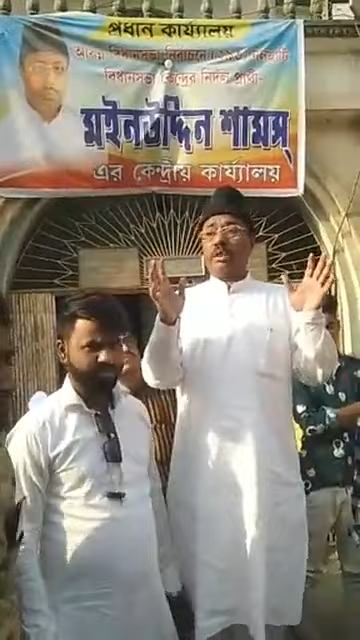 প্রধান কার্য্যালয়
বিধানসভা কেন্দ্রের নির্দল প্রার্থী-
মইনউদ্দিন শামস্
এর কেন্দ্রীয় কার্য্যালয়